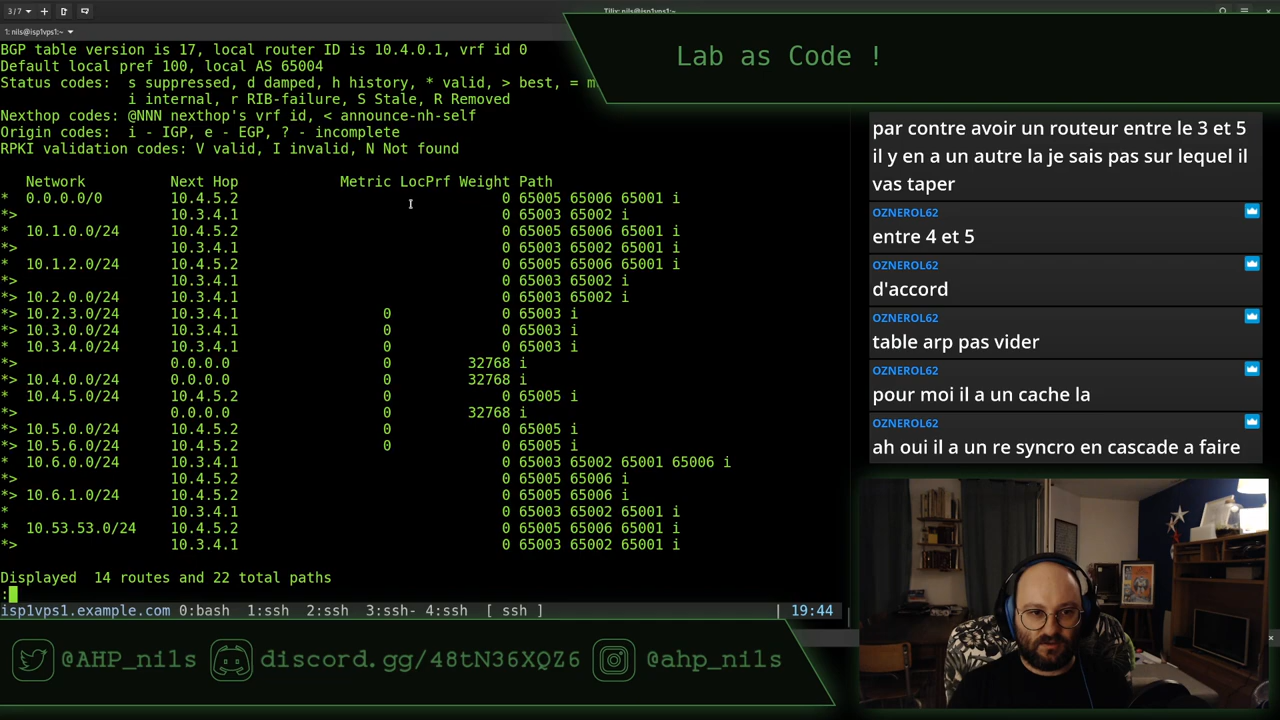 3/7
Tilix: nils@isp1vps1:~
1: nils@isp1vps1:~
BGP table version is 17, local router ID is 10.4.0.1, vrf id 0
Default local pref 100, local AS 65004
Status codes:  s suppressed, d damped, h history, * valid, > best, = m
i internal, r RIB-failure, S Stale, R Removed
Nexthop codes: @NNN nexthop's vrf id, < announce-nh-self
Origin codes:  i - IGP, e - EGP, ? - incomplete
RPKI validation codes: V valid, I invalid, N Not found
Network Next Hop Metric LocPrf Weight Path
* 0.0.0.0/0 10.4.5.2 0 65005 65006 65001 i
*> 10.3.4.1 0 65003 65002 i
* 10.1.0.0/24 10.4.5.2 0 65005 65006 65001 i
*> 10.3.4.1 0 65003 65002 65001 i
* 10.1.2.0/24 10.4.5.2 0 65005 65006 65001 i
*> 10.3.4.1 0 65003 65002 i
*> 10.2.0.0/24 10.3.4.1 0 65003 65002 i
*> 10.2.3.0/24 10.3.4.1 0 0 65003 i
*> 10.3.0.0/24 10.3.4.1 0 0 65003 i
* 10.3.4.0/24 10.3.4.1 0 0 65003 i
*> 0.0.0.0 0 32768 i
*> 10.4.0.0/24 0.0.0.0 0 32768 i
* 10.4.5.0/24 10.4.5.2 0 0 65005 i
*> 0.0.0.0 0 32768 i
*> 10.5.0.0/24 10.4.5.2 0 0 65005 i
*> 10.5.6.0/24 10.4.5.2 0 0 65005 i
* 10.6.0.0/24 10.3.4.1 0 65003 65002 65001 65006 i
*> 10.4.5.2 0 65005 65006 i
*> 10.6.1.0/24 10.4.5.2 0 65005 65006 i
* 10.3.4.1 0 65003 65002 65001 i
* 10.53.53.0/24 10.4.5.2 0 65005 65006 65001 i
*> 10.3.4.1 0 65003 65002 65001 i
Displayed  14 routes and 22 total paths
:
isp1vps1.example.com 0:bash  1:ssh  2:ssh  3:ssh- 4:ssh  [ ssh ] | 19:44
Lab as Code !
par contre avoir un routeur entre le 3 et 5
il y en a un autre la je sais pas sur lequel il
vas taper
OZNEROL62
entre 4 et 5
OZNEROL62
d'accord
OZNEROL62
table arp pas vider
OZNEROL62
pour moi il a un cache la
OZNEROL62
ah oui il a un re syncro en cascade a faire
@AHP_nils discord.gg/48tN36XQZ6 @ahp_nils